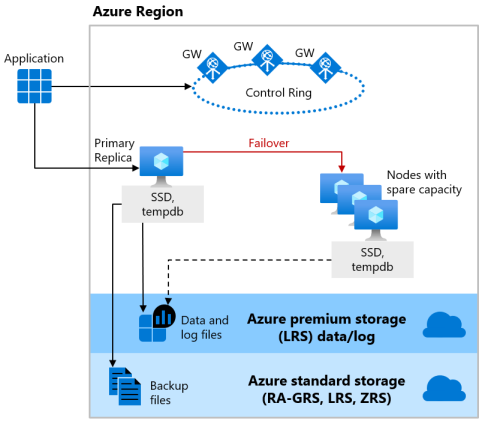 Azure Region
Application
GW
GW
GW
Control Ring
Primary
Replica
Failover
Nodes with
spare capacity
SSD,
tempdb
SSD,
tempdb
Data and
log files
Azure premium storage
(LRS) data/log
Backup
files
Azure standard storage
(RA-GRS, LRS, ZRS)